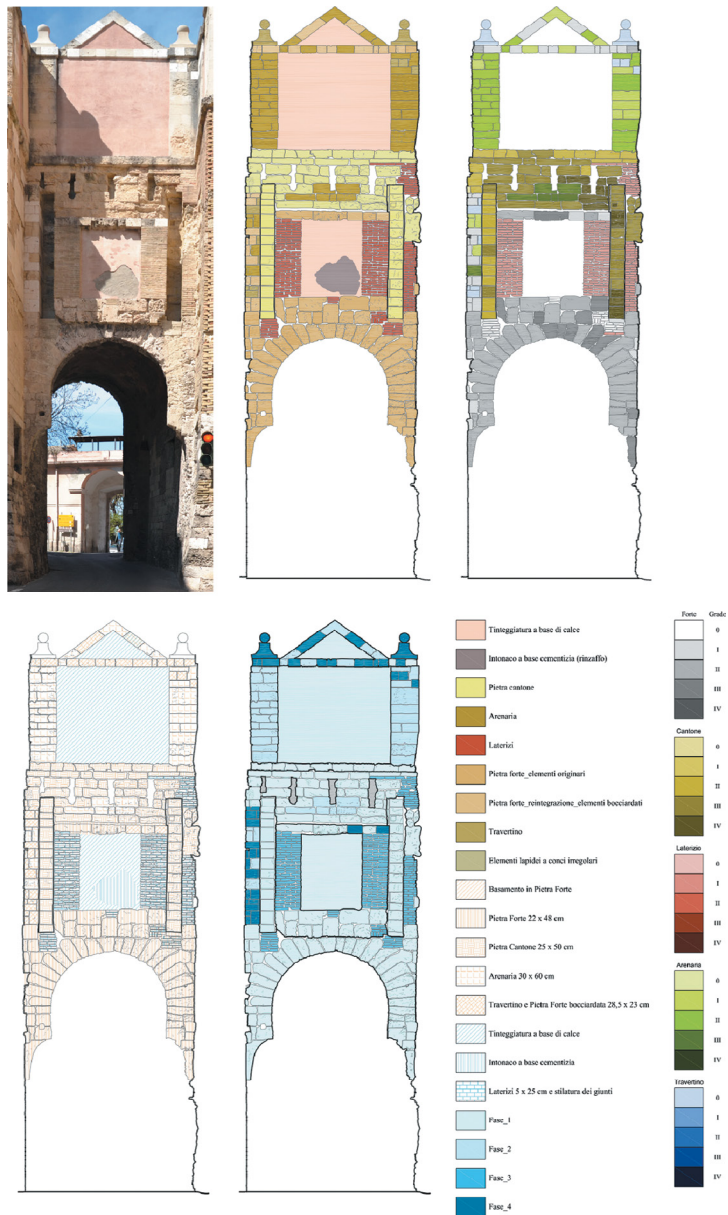 Tinteggiatura a base di calce
Intonaco a base cementizia (rinzaffo)
Pietra cantone
Arenaria
Laterizi
Pietra forte_elementi originari
Pietra forte_reintegrazione_elementi bocciardati
Travertino
Elementi lapidei a conci irregolari
Basamento in Pietra Forte
Pietra Forte 22 x 48 cm
Pietra Cantone 25 x 50 cm
Arenaria 30 x 60 cm
Travertino e Pietra Forte bocciardata 28,5 x 23 cm
Tinteggiatura a base di calce
Intonaco a base cementizia
Laterizi 5 x 25 cm e stilatura dei giunti
Fase_1
Fase_2
Fase_3
Fase_4
Forte Grade
0
I
II
III
IV
Cantone
0
I
II
III
IV
Laterizio
0
I
II
III
IV
Arenaria
0
I
II
III
IV
Travertino
0
I
II
III
IV